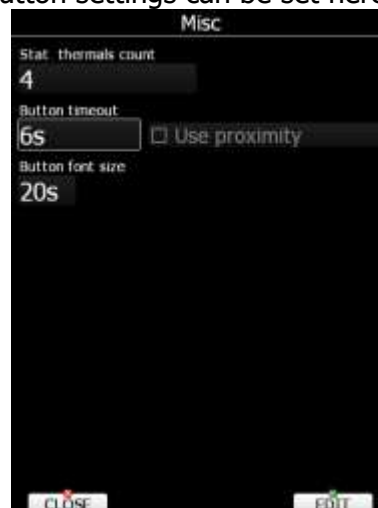 utton settings can be set here
Misc
Stat. thermals count
4
Button timeout
6s
Use proximity
Button font size
20s
CLOSE
EDIT